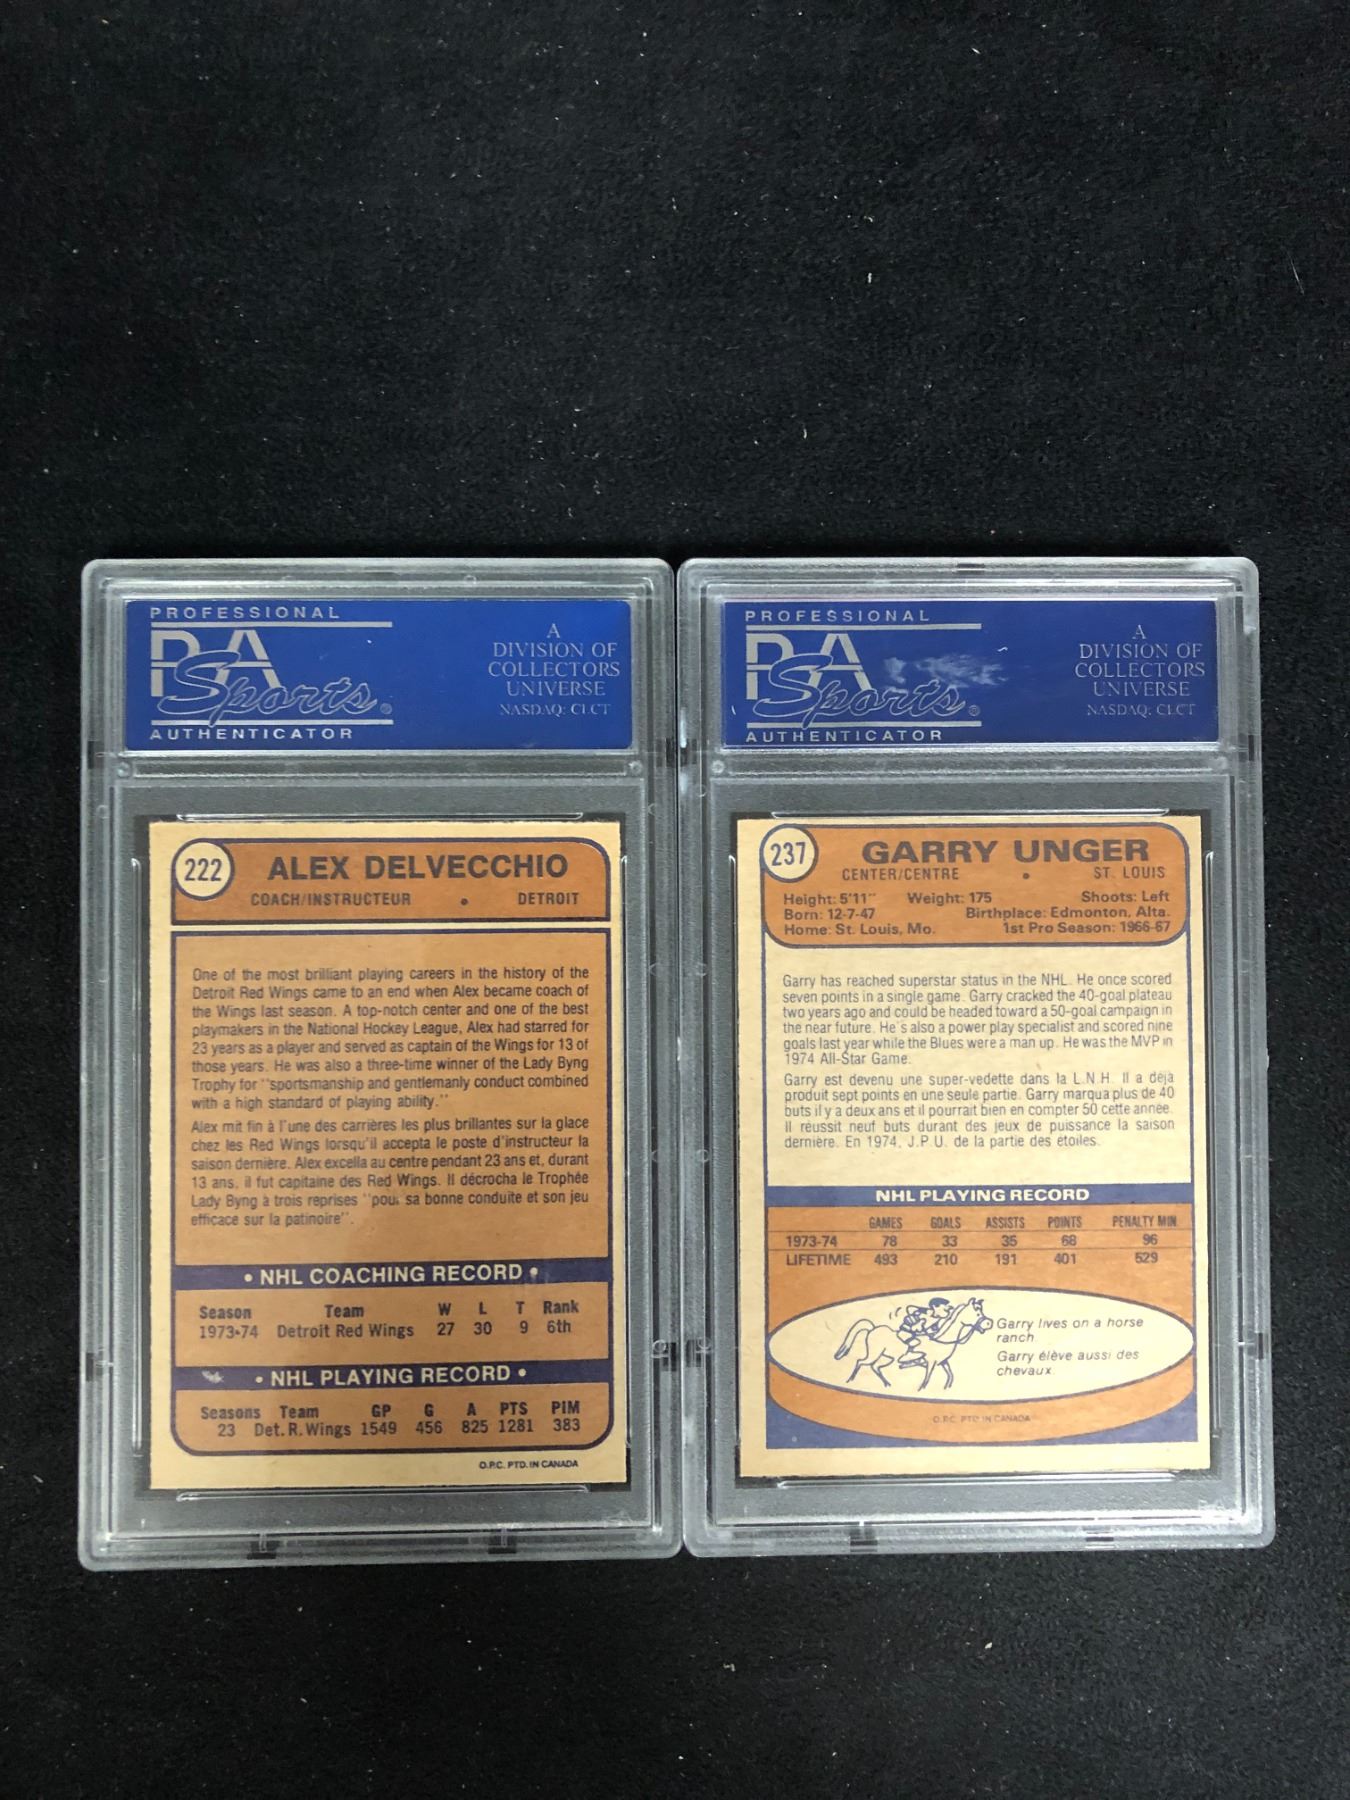 PROFESSIONAL
PSA
Sports®
AUTHENTICATOR
A
DIVISION OF
COLLECTORS
UNIVERSE
NASDAQ: CLCT
222
ALEX DELVECCHIO
COACH/INSTRUCTEUR • DETROIT
One of the most brilliant playing careers in the history of the
Detroit Red Wings came to an end when Alex became coach of
the Wings last season. A top-notch center and one of the best
playmakers in the National Hockey League, Alex had starred for
23 years as a player and served as captain of the Wings for 13 of
those years. He was also a three-time winner of the Lady Byng
Trophy for "sportsmanship and gentlemanly conduct combined
with a high standard of playing ability."
Alex mit fin à l'une des carrières les plus brillantes sur la glace
chez les Red Wings lorsqu'il accepta le poste d'instructeur la
saison dernière. Alex excella au centre pendant 23 ans et, durant
13 ans, il fut capitaine des Red Wings. Il décrocha le Trophée
Lady Byng à trois reprises "pour sa bonne conduite et son jeu
efficace sur la patinoire".
• NHL COACHING RECORD •
Season Team W L T Rank
1973-74 Detroit Red Wings 27 30 9 6th
• NHL PLAYING RECORD •
Seasons Team GP G A PTS PIM
23 Det. R. Wings 1549 456 825 1281 383
O.P.C. PTD. IN CANADA
PROFESSIONAL
PSA
Sports®
AUTHENTICATOR
A
DIVISION OF
COLLECTORS
UNIVERSE
NASDAQ: CLCT
237
GARRY UNGER
CENTER/CENTRE • ST. LOUIS
Height: 5'11" Weight: 175 Shoots: Left
Born: 12-7-47 Birthplace: Edmonton, Alta.
Home: St. Louis, Mo. 1st Pro Season: 1966-67
Garry has reached superstar status in the NHL. He once scored
seven points in a single game. Garry cracked the 40-goal plateau
two years ago and could be headed toward a 50-goal campaign in
the near future. He's also a power play specialist and scored nine
goals last year while the Blues were a man up. He was the MVP in
1974 All-Star Game.
Garry est devenu une super-vedette dans la L.N.H. Il a déjà
produit sept points en une seule partie. Garry marqua plus de 40
buts il y a deux ans et il pourrait bien en compter 50 cette année.
Il réussit neuf buts durant des jeux de puissance la saison
dernière. En 1974, J.P.U. de la partie des étoiles.
NHL PLAYING RECORD
GAMES GOALS ASSISTS POINTS PENALTY MIN.
1973-74 78 33 35 68 96
LIFETIME 493 210 191 401 529
Garry lives on a horse
ranch.
Garry élève aussi des
chevaux.
O.P.C. PTD IN CANADA